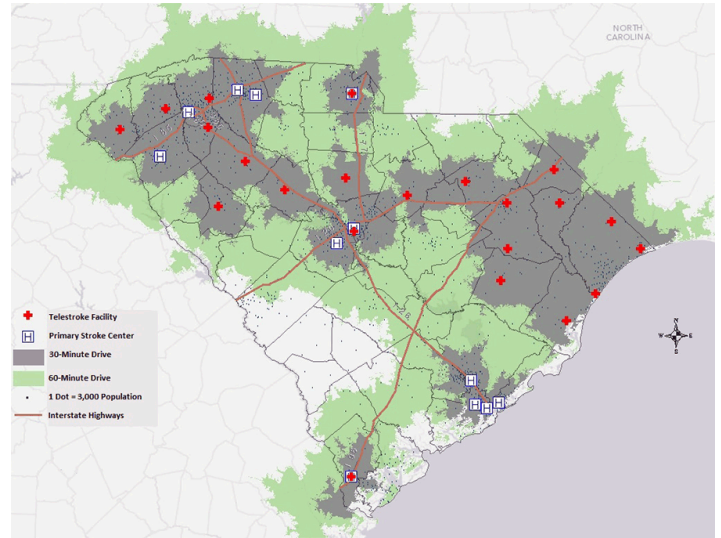 NORTH
CAROLINA
Telestroke Facility
H Primary Stroke Center
30-Minute Drive
60-Minute Drive
1 Dot = 3,000 Population
Interstate Highways
N
W E
S
H
H
H
H
H
H
H
H
H
H
H
H
H